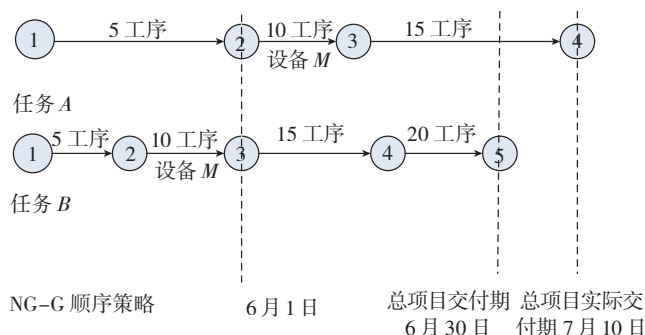 5 工序 10 工序 15 工序
1 2 3 4
设备 M
任务 A
5 工序 10 工序 15 工序 20 工序
1 2 3 4 5
设备 M
任务 B
NG-G 顺序策略 6 月 1 日 总项目交付期 总项目实际交
6 月 30 日 付期 7 月 10 日